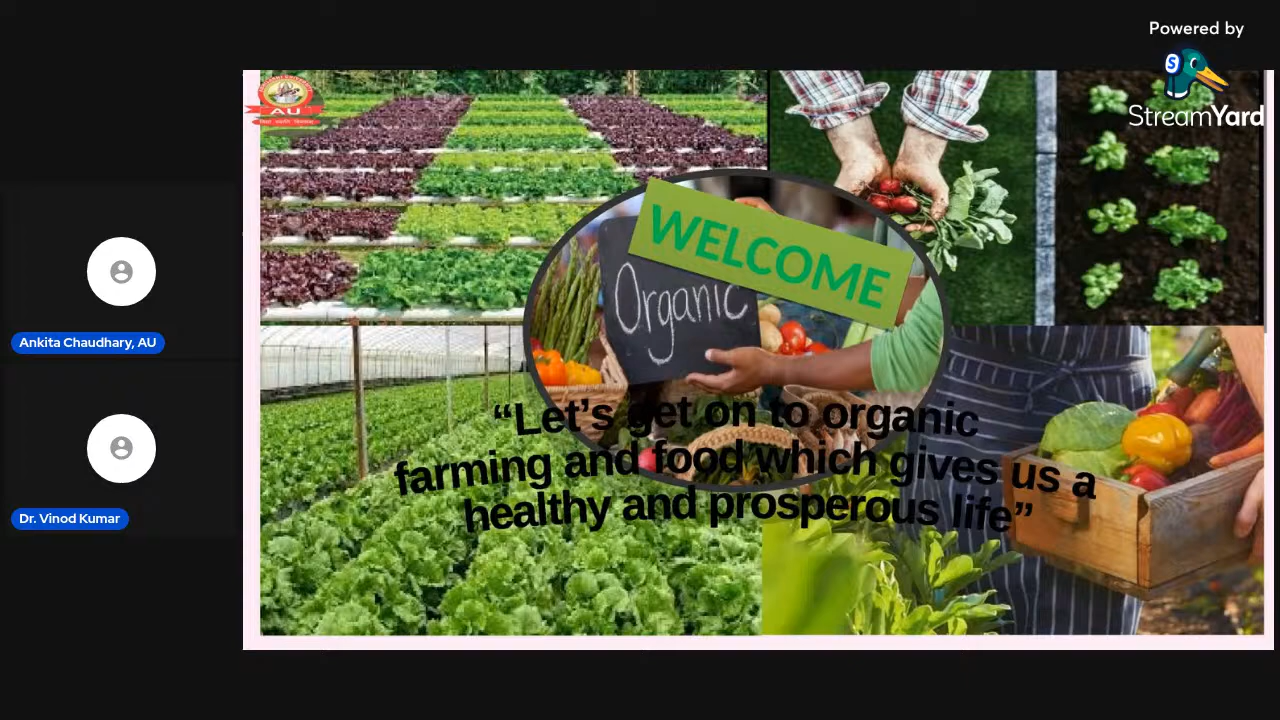 Powered by
StreamYard
AU
WELCOME
Organic
“Let’s get on to organic
farming and food which gives us a
healthy and prosperous life”
Ankita Chaudhary, AU
Dr. Vinod Kumar